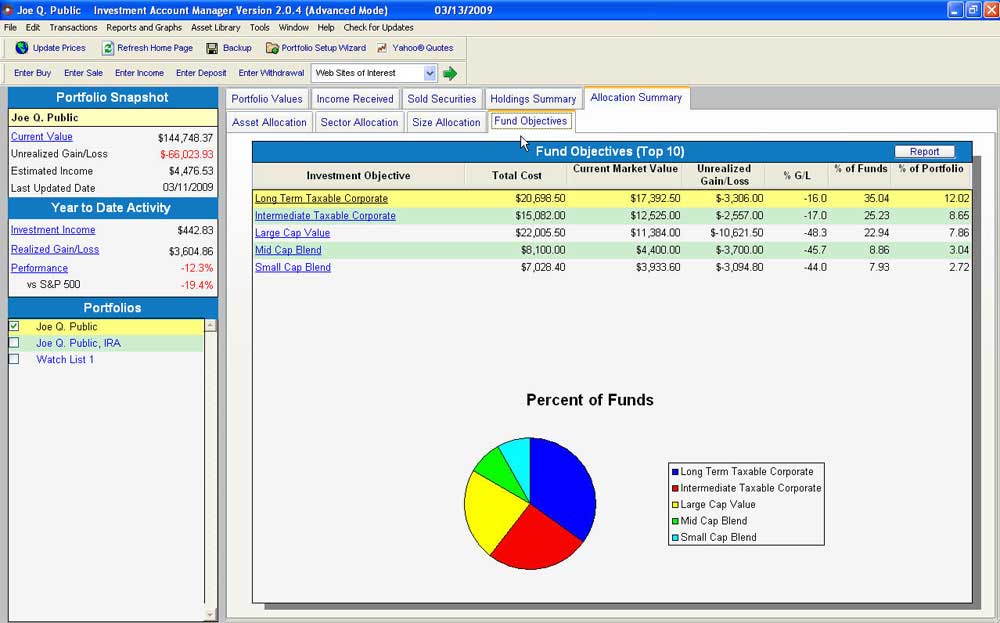 Joe Q. Public    Investment Account Manager Version 2.0.4 (Advanced Mode)    03/13/2009
File Edit Transactions Reports and Graphs Asset Library Tools Window Help Check for Updates
Update Prices Refresh Home Page Backup Portfolio Setup Wizard Yahoo® Quotes
Enter Buy Enter Sale Enter Income Enter Deposit Enter Withdrawal Web Sites of Interest
Portfolio Snapshot
Joe Q. Public
Current Value $144,748.37
Unrealized Gain/Loss $-66,023.93
Estimated Income $4,476.53
Last Updated Date 03/11/2009
Year to Date Activity
Investment Income $442.83
Realized Gain/Loss $3,604.86
Performance -12.3%
vs S&P 500 -19.4%
Portfolios
Joe Q. Public
Joe Q. Public, IRA
Watch List 1
Portfolio Values Income Received Sold Securities Holdings Summary Allocation Summary
Asset Allocation Sector Allocation Size Allocation Fund Objectives
Fund Objectives (Top 10) Report
Investment Objective Total Cost Current Market Value Unrealized Gain/Loss % G/L % of Funds % of Portfolio
Long Term Taxable Corporate $20,698.50 $17,392.50 $-3,306.00 -16.0 35.04 12.02
Intermediate Taxable Corporate $15,082.00 $12,525.00 $-2,557.00 -17.0 25.23 8.65
Large Cap Value $22,005.50 $11,384.00 $-10,621.50 -48.3 22.94 7.86
Mid Cap Blend $8,100.00 $4,400.00 $-3,700.00 -45.7 8.86 3.04
Small Cap Blend $7,028.40 $3,933.60 $-3,094.80 -44.0 7.93 2.72
Percent of Funds
Long Term Taxable Corporate
Intermediate Taxable Corporate
Large Cap Value
Mid Cap Blend
Small Cap Blend